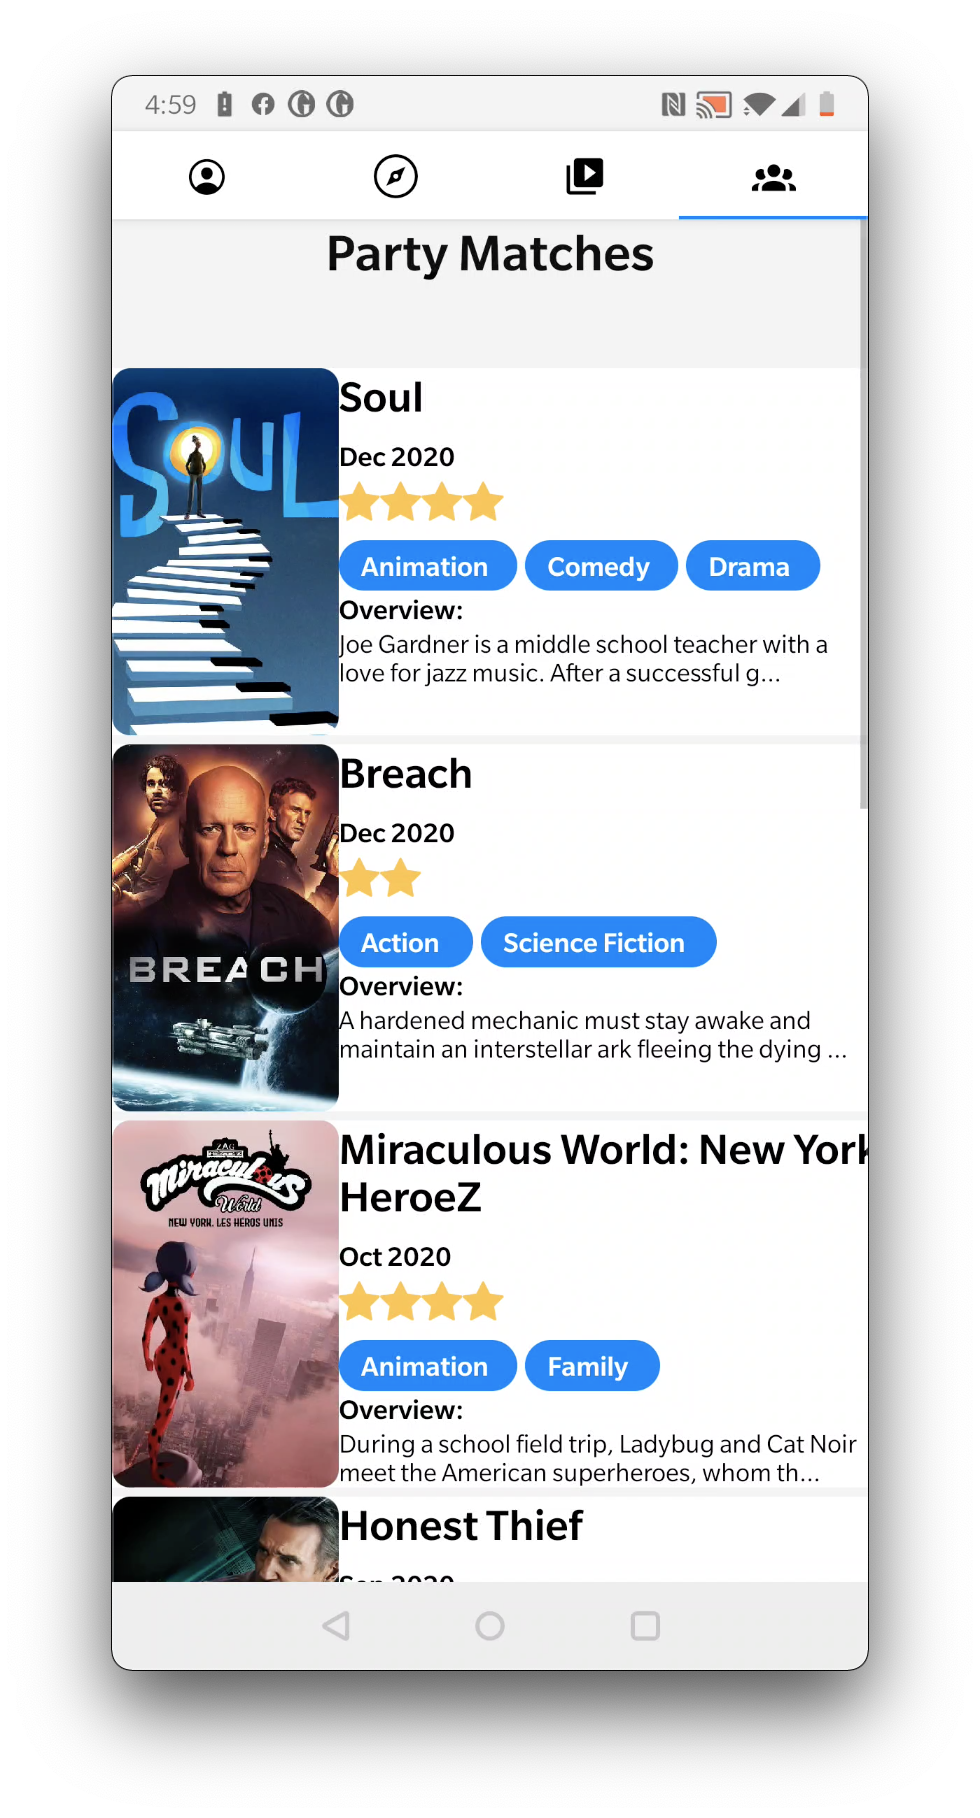 4:59
Party Matches
SOUL
Soul
Dec 2020
Animation Comedy Drama
Overview:
Joe Gardner is a middle school teacher with a
love for jazz music. After a successful g...
BREACH
Breach
Dec 2020
Action Science Fiction
Overview:
A hardened mechanic must stay awake and
maintain an interstellar ark fleeing the dying ...
ZAG
Miraculous
World
NEW YORK, LES HÉROS UNIS
Miraculous World: New York
HeroeZ
Oct 2020
Animation Family
Overview:
During a school field trip, Ladybug and Cat Noir
meet the American superheroes, whom th...
Honest Thief
Sep 2020